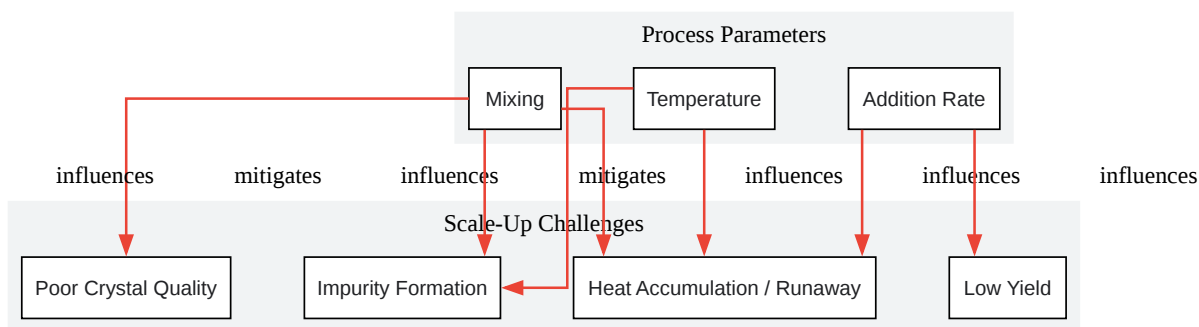 Process Parameters
Mixing
Temperature
Addition Rate
influences
mitigates
influences
mitigates
influences
influences
influences
Scale-Up Challenges
Poor Crystal Quality
Impurity Formation
Heat Accumulation / Runaway
Low Yield